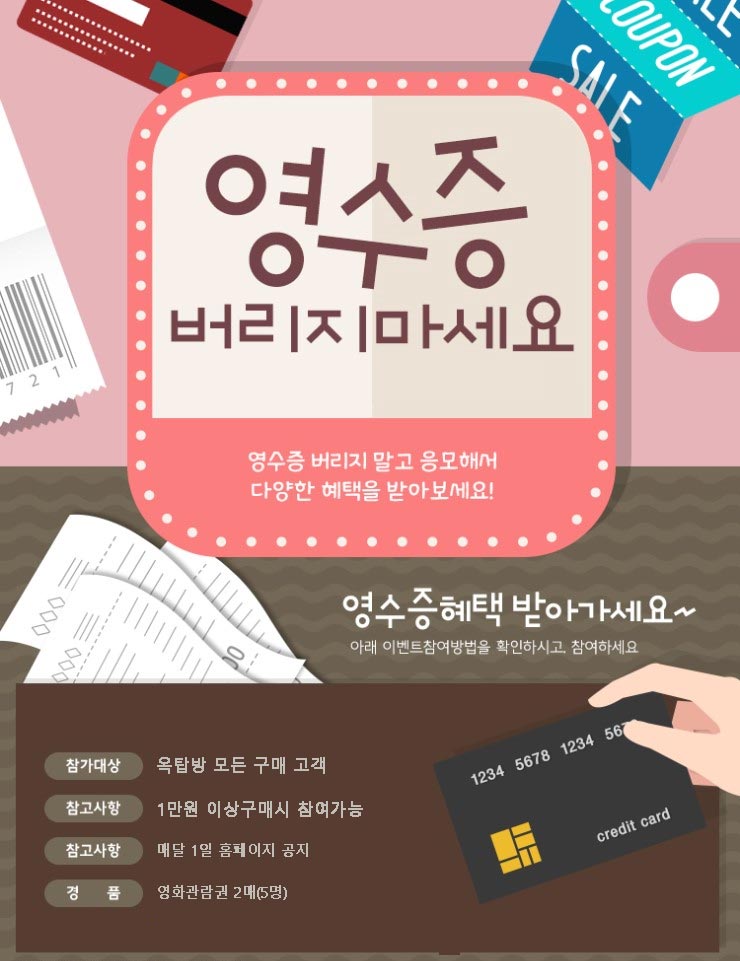 COUPON
SALE
SALE
영수증
버리지마세요
721
영수증 버리지 말고 응모해서
다양한 혜택을 받아보세요!
영수증혜택 받아가세요~
아래 이벤트참여방법을 확인하시고, 참여하세요
00
1234 5678 1234 567
credit card
참가대상 옥탑방 모든 구매 고객
참고사항 1만원 이상구매시 참여가능
참고사항 매달 1일 홈페이지 공지
경 품 영화관람권 2매(5명)